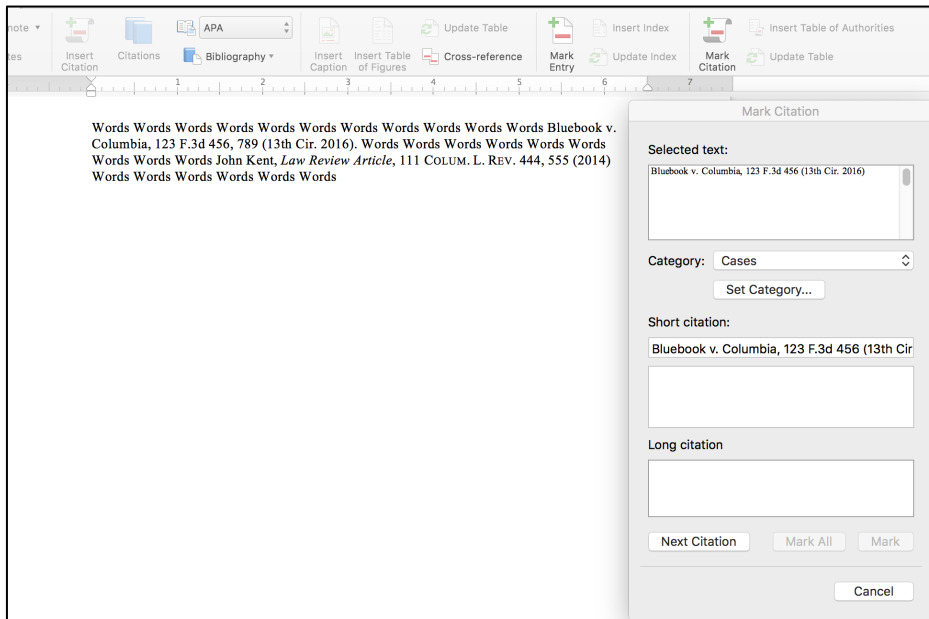 note
APA
Update Table
Insert Index
Insert Table of Authorities
tes
Insert Citation
Citations
Bibliography
Insert Caption
Insert Table of Figures
Cross-reference
Mark Entry
Update Index
Mark Citation
Update Table
1 2 3 4 5 6 7
Mark Citation
Words Words Words Words Words Words Words Words Words Words Words Bluebook v.
Columbia, 123 F.3d 456, 789 (13th Cir. 2016). Words Words Words Words Words Words
Words Words Words John Kent, Law Review Article, 111 COLUM. L. REV. 444, 555 (2014)
Words Words Words Words Words Words
Selected text:
Bluebook v. Columbia, 123 F.3d 456 (13th Cir. 2016)
Category:
Cases
Set Category...
Short citation:
Bluebook v. Columbia, 123 F.3d 456 (13th Cir
Long citation
Next Citation
Mark All
Mark
Cancel